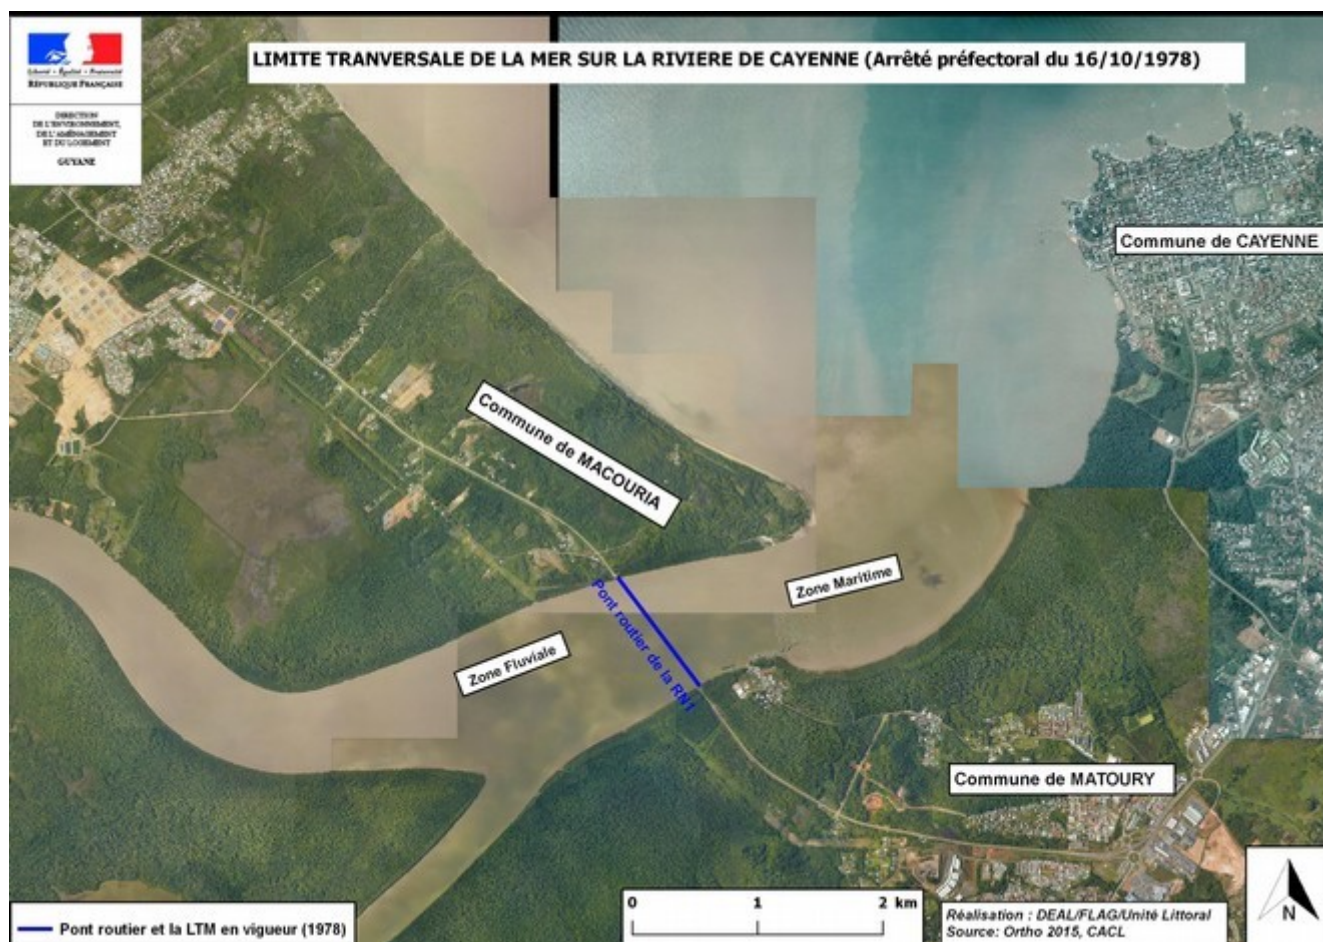 LIMITE TRANVERSALE DE LA MER SUR LA RIVIERE DE CAYENNE (Arrêté préfectoral du 16/10/1978)
Liberté • Égalité • Fraternité
RÉPUBLIQUE FRANÇAISE
DIRECTION
DE L'ENVIRONNEMENT,
DE L'AMÉNAGEMENT
ET DU LOGEMENT
GUYANE
Commune de CAYENNE
Commune de MACOURIA
Zone Maritime
Pont routier de la RN1
Zone Fluviale
Commune de MATOURY
Pont routier et la LTM en vigueur (1978)
0 1 2 km
Réalisation : DEAL/FLAG/Unité Littoral
Source: Ortho 2015, CACL
N